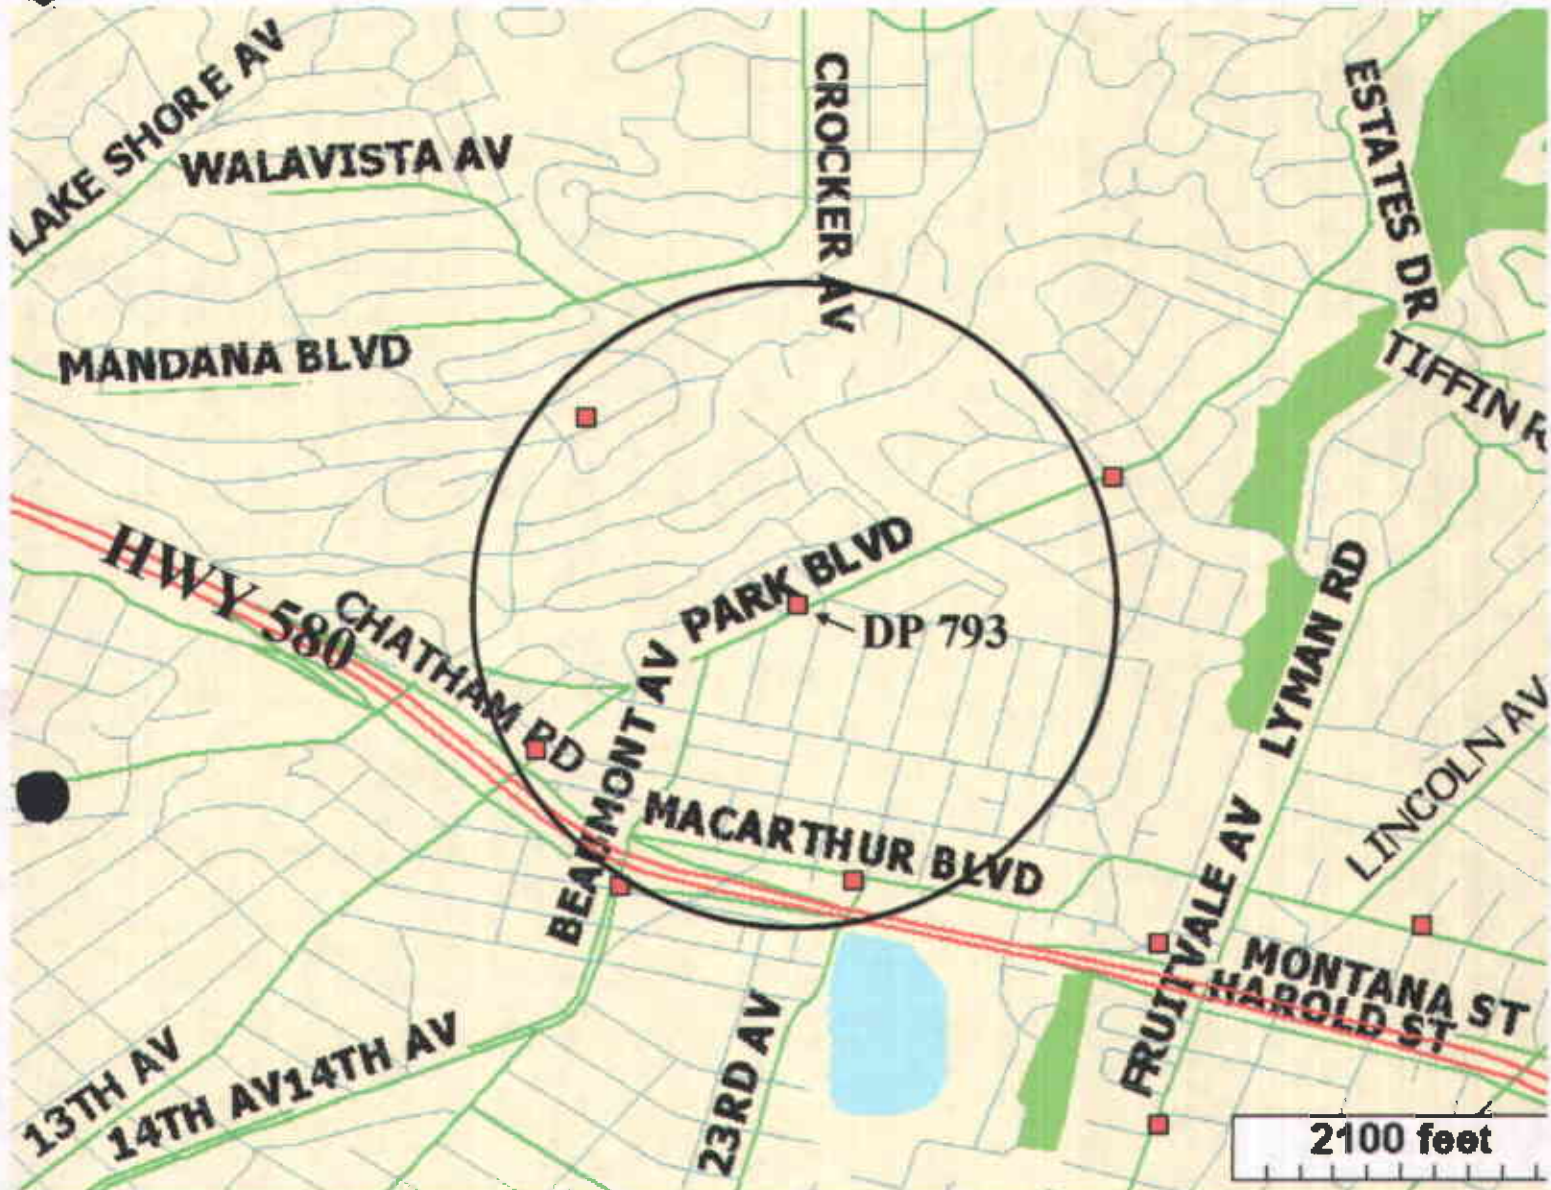 LAKE SHORE AV
WALAVISTA AV
CROCKER AV
ESTATES DR
MANDANA BLVD
TIFFIN R
HWY 580
CHATHAM RD
PARK BLVD
DP 793
BEAUMONT AV
LYMAN RD
LINCOLN AV
MACARTHUR BLVD
FRUITVALE AV
MONTANA ST
HAROLD ST
13TH AV
14TH AV14TH AV
23RD AV
2100 feet